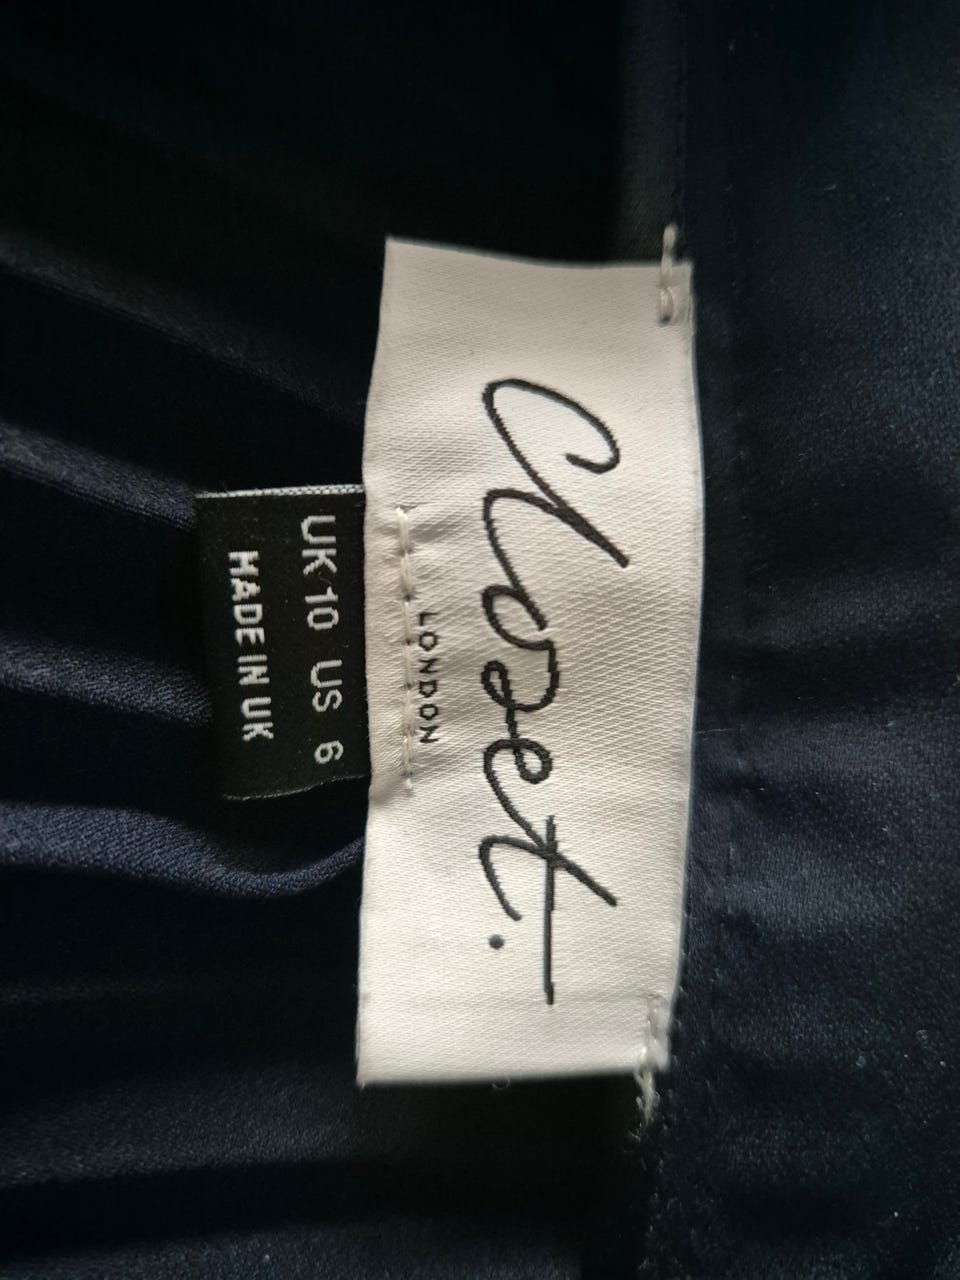 Closet.
LONDON
UK 10 US 6
MADE IN UK